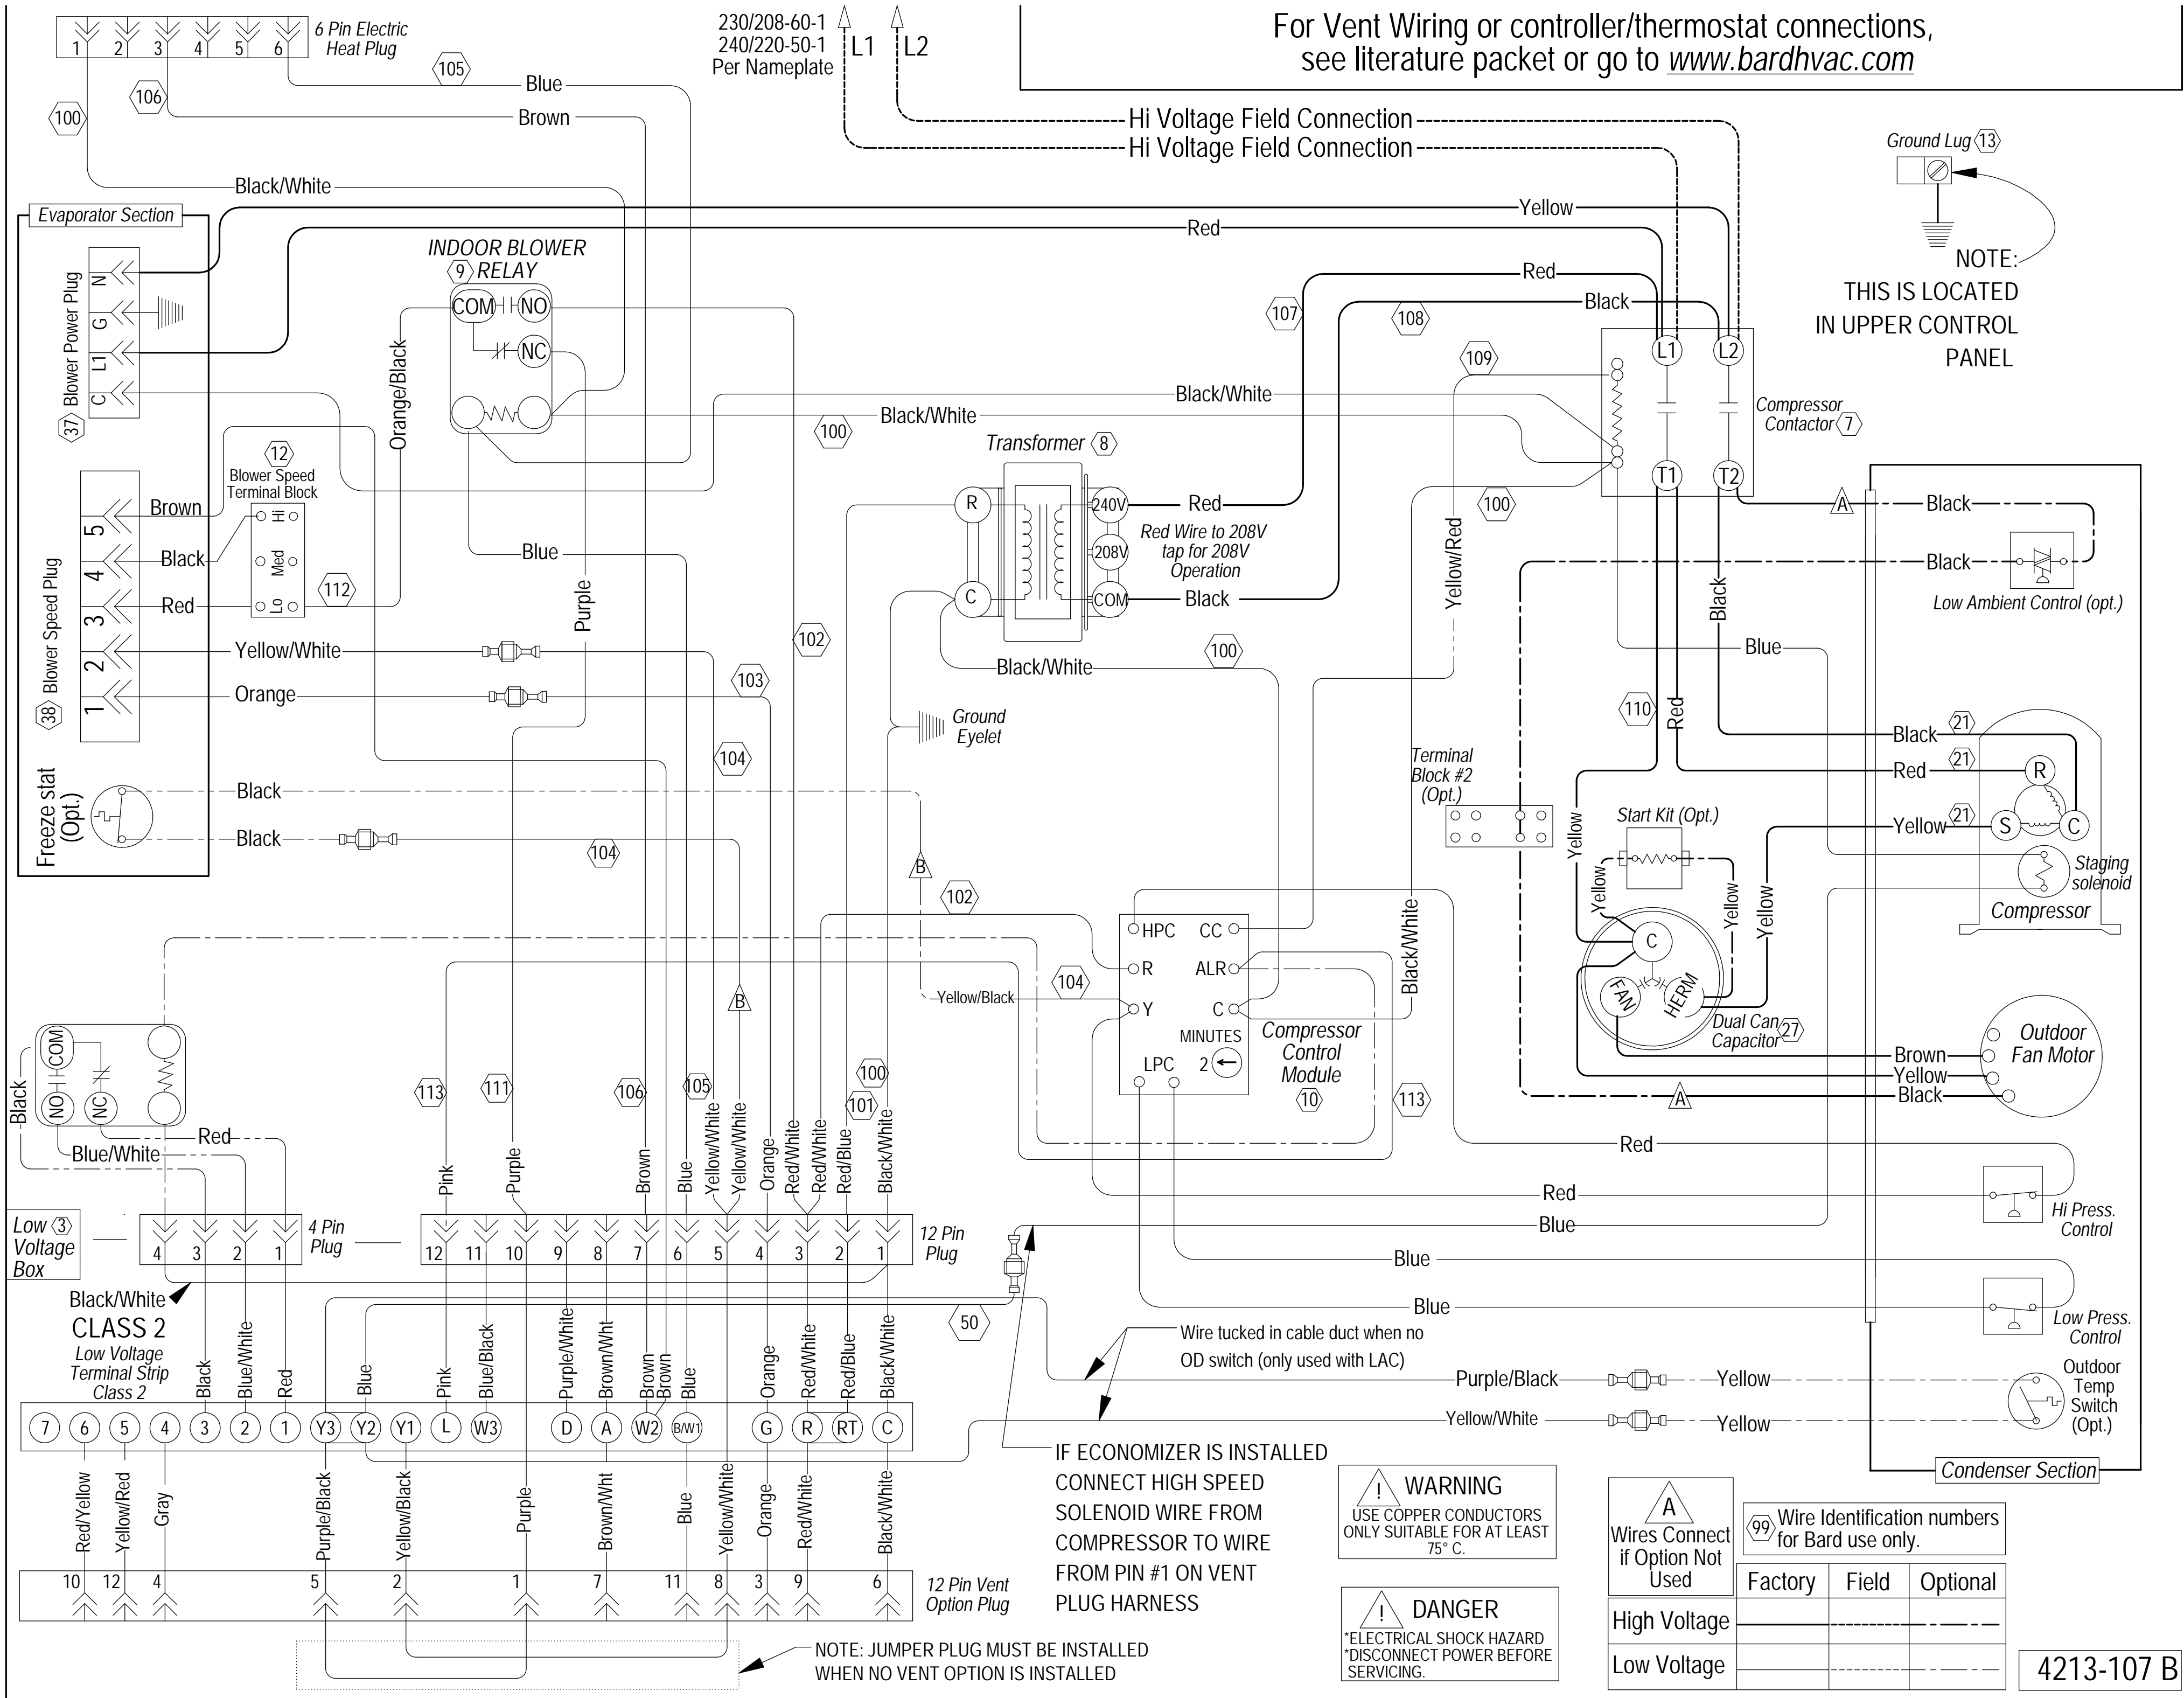 6 Pin Electric
Heat Plug
1 2 3 4 5 6
230/208-60-1
240/220-50-1
Per Nameplate
L1
L2
For Vent Wiring or controller/thermostat connections,
see literature packet or go to www.bardhvac.com
100
106
105
Blue
Brown
Hi Voltage Field Connection
Hi Voltage Field Connection
Ground Lug 13
NOTE:
THIS IS LOCATED
IN UPPER CONTROL
PANEL
Black/White
Yellow
Red
Evaporator Section
37 Blower Power Plug
N
G
L1
C
INDOOR BLOWER
9 RELAY
COM
NO
NC
Orange/Black
Red
Black
107
108
109
L1
L2
Black/White
Black/White
100
Compressor
Contactor 7
T1
T2
12
Blower Speed
Terminal Block
Hi
Med
Lo
38 Blower Speed Plug
5
4
3
2
1
Brown
Black
Red
112
Yellow/White
Orange
Blue
Purple
102
103
104
Transformer 8
R
C
240V
208V
COM
Red
Red Wire to 208V
tap for 208V
Operation
Black
100
Yellow/Red
100
Black/White
Ground
Eyelet
A
Black
Black
Low Ambient Control (opt.)
Black
Blue
110
Red
Terminal
Block #2
(Opt.)
Black 21
Red 21
Yellow 21
R
S
C
Staging
solenoid
Compressor
Start Kit (Opt.)
Yellow
Yellow
Yellow
Yellow
C
FAN
HERM
Dual Can
Capacitor 27
Outdoor
Fan Motor
Brown
Yellow
Black
A
Freeze stat
(Opt.)
Black
Black
104
B
B
102
Yellow/Black
104
HPC
CC
R
ALR
Y
C
MINUTES
LPC
2
Compressor
Control
Module
10
Black/White
113
Red
Red
Hi Press.
Control
Blue
Blue
Blue
Low Press.
Control
COM
NO
NC
Black
Red
Blue/White
113
111
106
105
100
101
Pink
Purple
Brown
Blue
Yellow/White
Yellow/White
Orange
Red/White
Red/White
Red/Blue
Black/White
Low 3
Voltage
Box
4 3 2 1
4 Pin
Plug
12 11 10 9 8 7 6 5 4 3 2 1
12 Pin
Plug
Black/White
CLASS 2
Low Voltage
Terminal Strip
Class 2
Black
Blue/White
Red
Blue
Pink
Blue/Black
Purple/White
Brown/Wht
Brown
Brown
Blue
Orange
Red/White
Red/Blue
Black/White
50
Wire tucked in cable duct when no
OD switch (only used with LAC)
Purple/Black
Yellow
Yellow/White
Yellow
Outdoor
Temp
Switch
(Opt.)
Condenser Section
7 6 5 4 3 2 1 Y3 Y2 Y1 L W3 D A W2 B/W1 G R RT C
Red/Yellow
Yellow/Red
Gray
Purple/Black
Yellow/Black
Purple
Brown/Wht
Blue
Yellow/White
Orange
Red/White
Black/White
10 12 4 5 2 1 7 11 8 3 9 6
12 Pin Vent
Option Plug
NOTE: JUMPER PLUG MUST BE INSTALLED
WHEN NO VENT OPTION IS INSTALLED
IF ECONOMIZER IS INSTALLED
CONNECT HIGH SPEED
SOLENOID WIRE FROM
COMPRESSOR TO WIRE
FROM PIN #1 ON VENT
PLUG HARNESS
! WARNING
USE COPPER CONDUCTORS
ONLY SUITABLE FOR AT LEAST
75° C.
! DANGER
*ELECTRICAL SHOCK HAZARD
*DISCONNECT POWER BEFORE
SERVICING.
A
Wires Connect
if Option Not
Used
99 Wire Identification numbers
for Bard use only.
Factory Field Optional
High Voltage
Low Voltage
4213-107 B